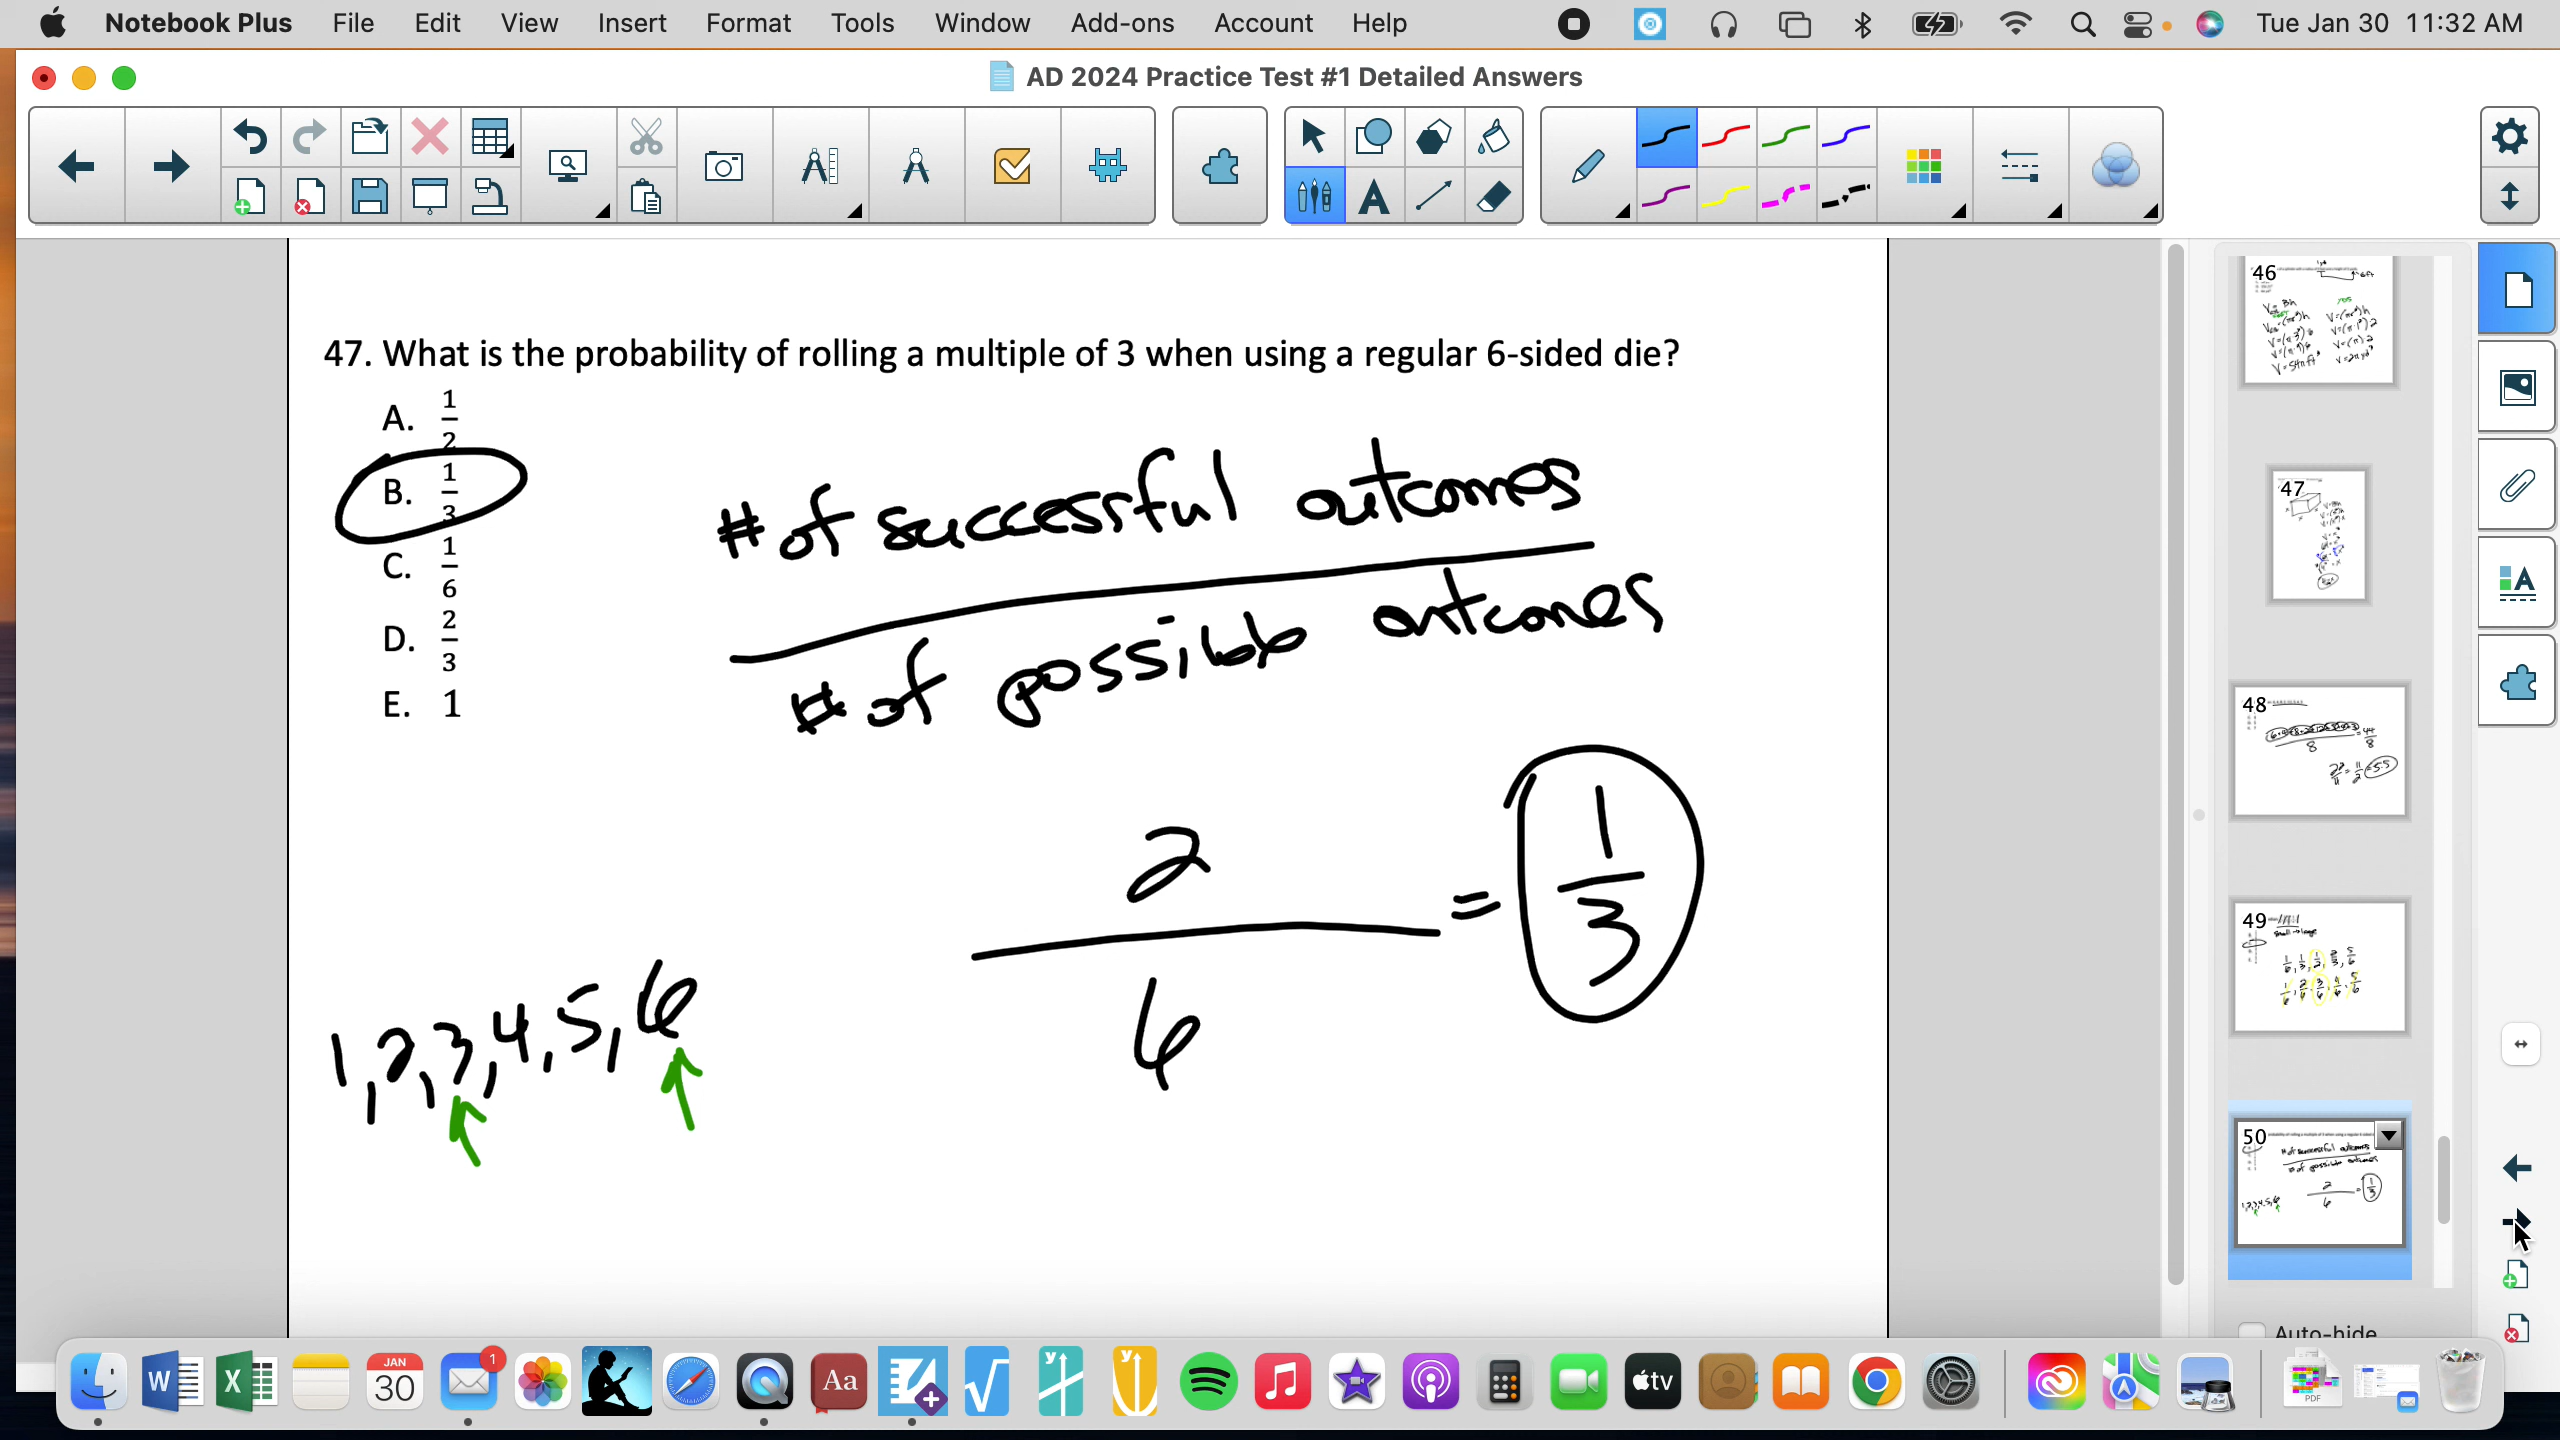 Notebook Plus File Edit View Insert Format Tools Window Add-ons Account Help Tue Jan 30 11:32 AM
AD 2024 Practice Test #1 Detailed Answers
47. What is the probability of rolling a multiple of 3 when using a regular 6-sided die?
A. 1/2
B. 1/3
C. 1/6
D. 2/3
E. 1
# of successful outcomes
# of possible outcomes
2/6 = 1/3
1, 2, 3, 4, 5, 6
46
47
48
49
50
Auto-hide
JAN
30
1
Aa
tv
PDF